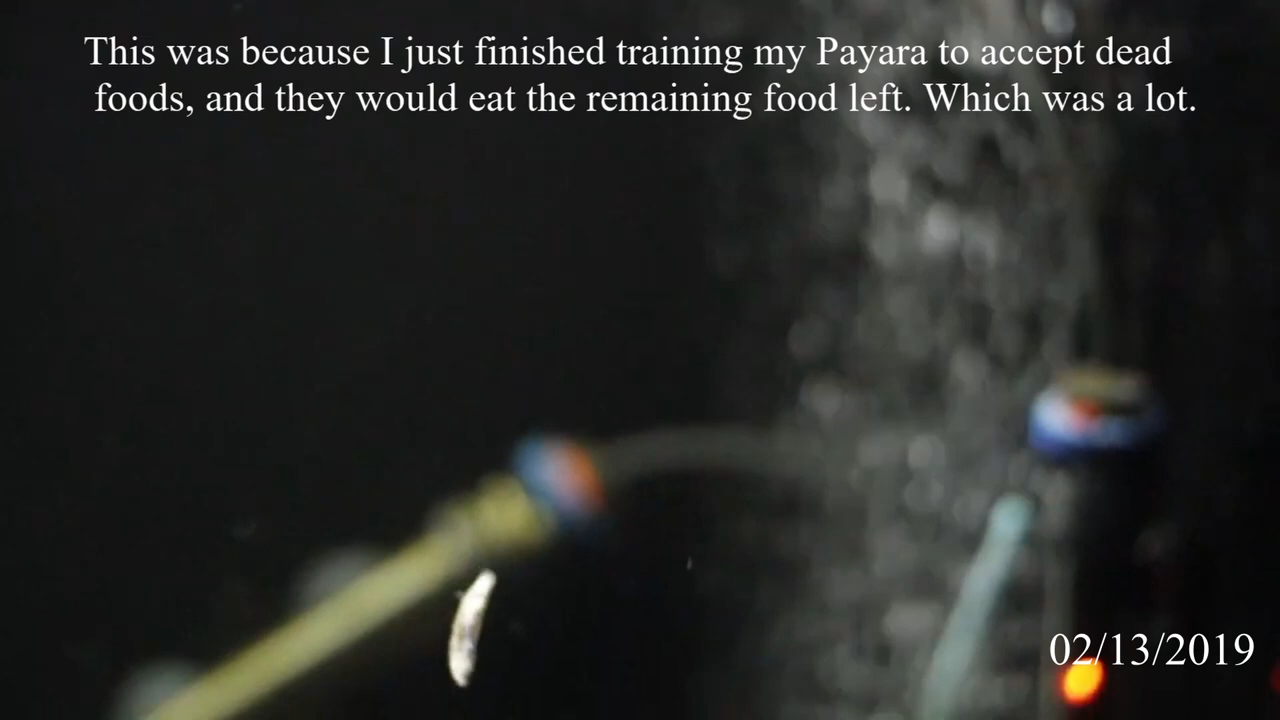 This was because I just finished training my Payara to accept dead
foods, and they would eat the remaining food left. Which was a lot.
02/13/2019